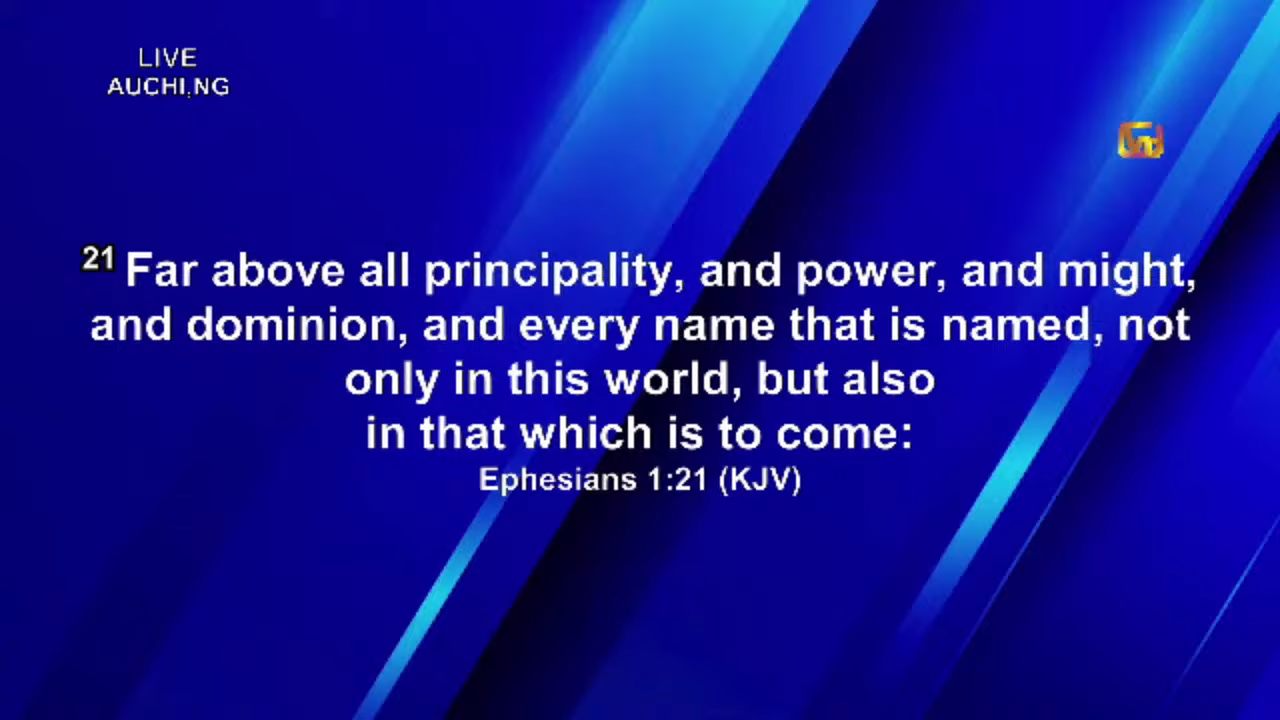 LIVE
AUCHI,NG
21 Far above all principality, and power, and might,
and dominion, and every name that is named, not
only in this world, but also
in that which is to come:
Ephesians 1:21 (KJV)